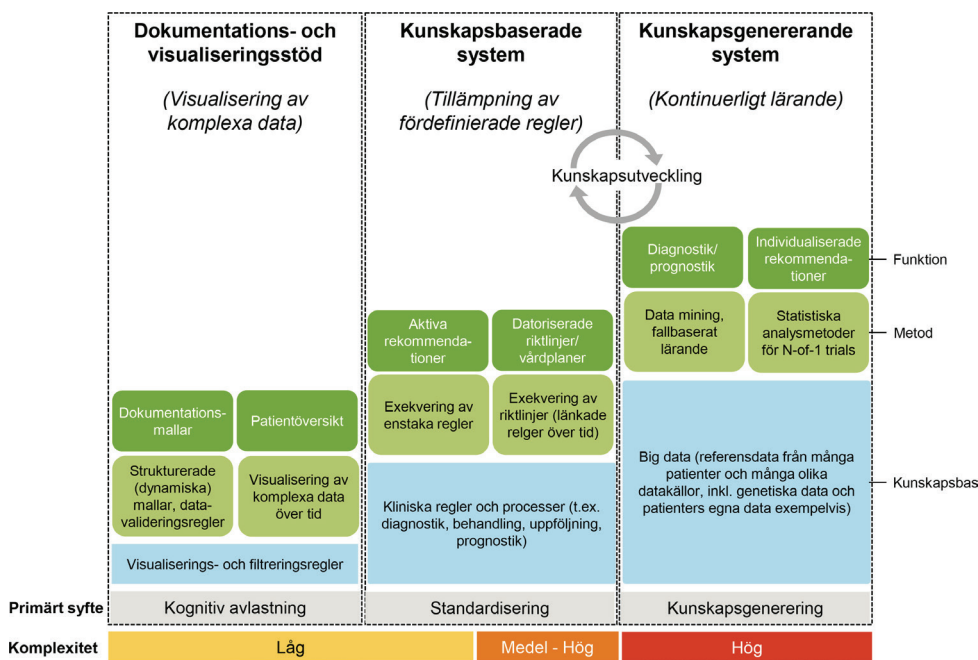 Dokumentations- och
visualiseringsstöd
(Visualisering av
komplexa data)
Kunskapsbaserade
system
(Tillämpning av
fördefinierade regler)
Kunskapsgenererande
system
(Kontinuerligt lärande)
Kunskapsutveckling
Diagnostik/
prognostik
Individualiserade
rekommenda-
tioner
Funktion
Data mining,
fallbaserat
lärande
Statistiska
analysmetoder
för N-of-1 trials
Metod
Aktiva
rekommenda-
tioner
Datoriserade
riktlinjer/
vårdplaner
Exekvering av
enstaka regler
Exekvering av
riktlinjer (länkade
relger över tid)
Dokumentations-
mallar
Patientöversikt
Strukturerade
(dynamiska)
mallar, data-
valideringsregler
Visualisering av
komplexa data
över tid
Big data (referensdata från många
patienter och många olika
datakällor, inkl. genetiska data och
patienters egna data exempelvis)
Kunskapsbas
Kliniska regler och processer (t.ex.
diagnostik, behandling, uppföljning,
prognostik)
Visualiserings- och filtreringsregler
Primärt syfte
Kognitiv avlastning
Standardisering
Kunskapsgenerering
Komplexitet
Låg
Medel - Hög
Hög